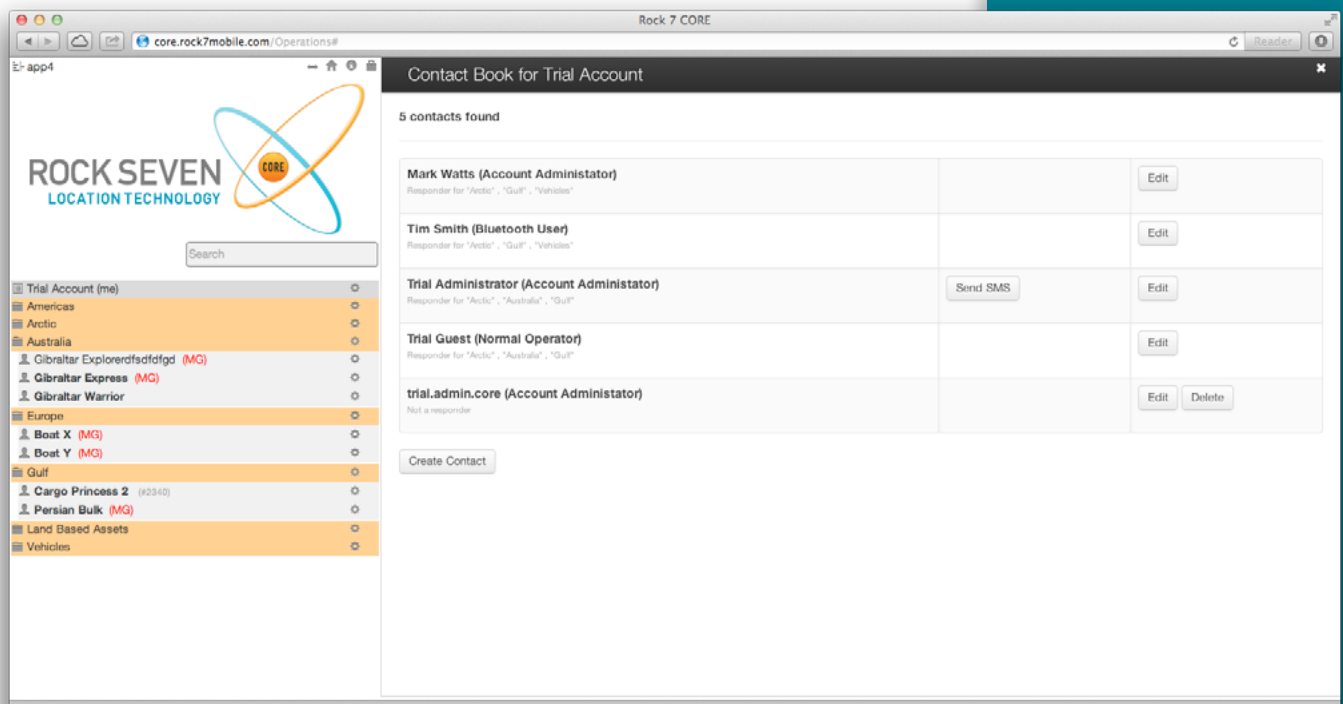 Rock 7 CORE
core.rock7mobile.com/Operations#
Reader
app4
ROCK SEVEN
CORE
LOCATION TECHNOLOGY
Search
Trial Account (me)
Americas
Arctic
Australia
Gibraltar Explorerdfsdfdfgd (MG)
Gibraltar Express (MG)
Gibraltar Warrior
Europe
Boat X (MG)
Boat Y (MG)
Gulf
Cargo Princess 2 (#2340)
Persian Bulk (MG)
Land Based Assets
Vehicles
Contact Book for Trial Account
5 contacts found
Mark Watts (Account Administator)
Edit
Responder for "Arctic" , "Gulf" , "Vehicles"
Tim Smith (Bluetooth User)
Edit
Responder for "Arctic" , "Gulf" , "Vehicles"
Trial Administrator (Account Administator)
Send SMS
Edit
Responder for "Arctic" , "Australia" , "Gulf"
Trial Guest (Normal Operator)
Edit
Responder for "Arctic" , "Australia" , "Gulf"
trial.admin.core (Account Administator)
Edit
Delete
Not a responder
Create Contact